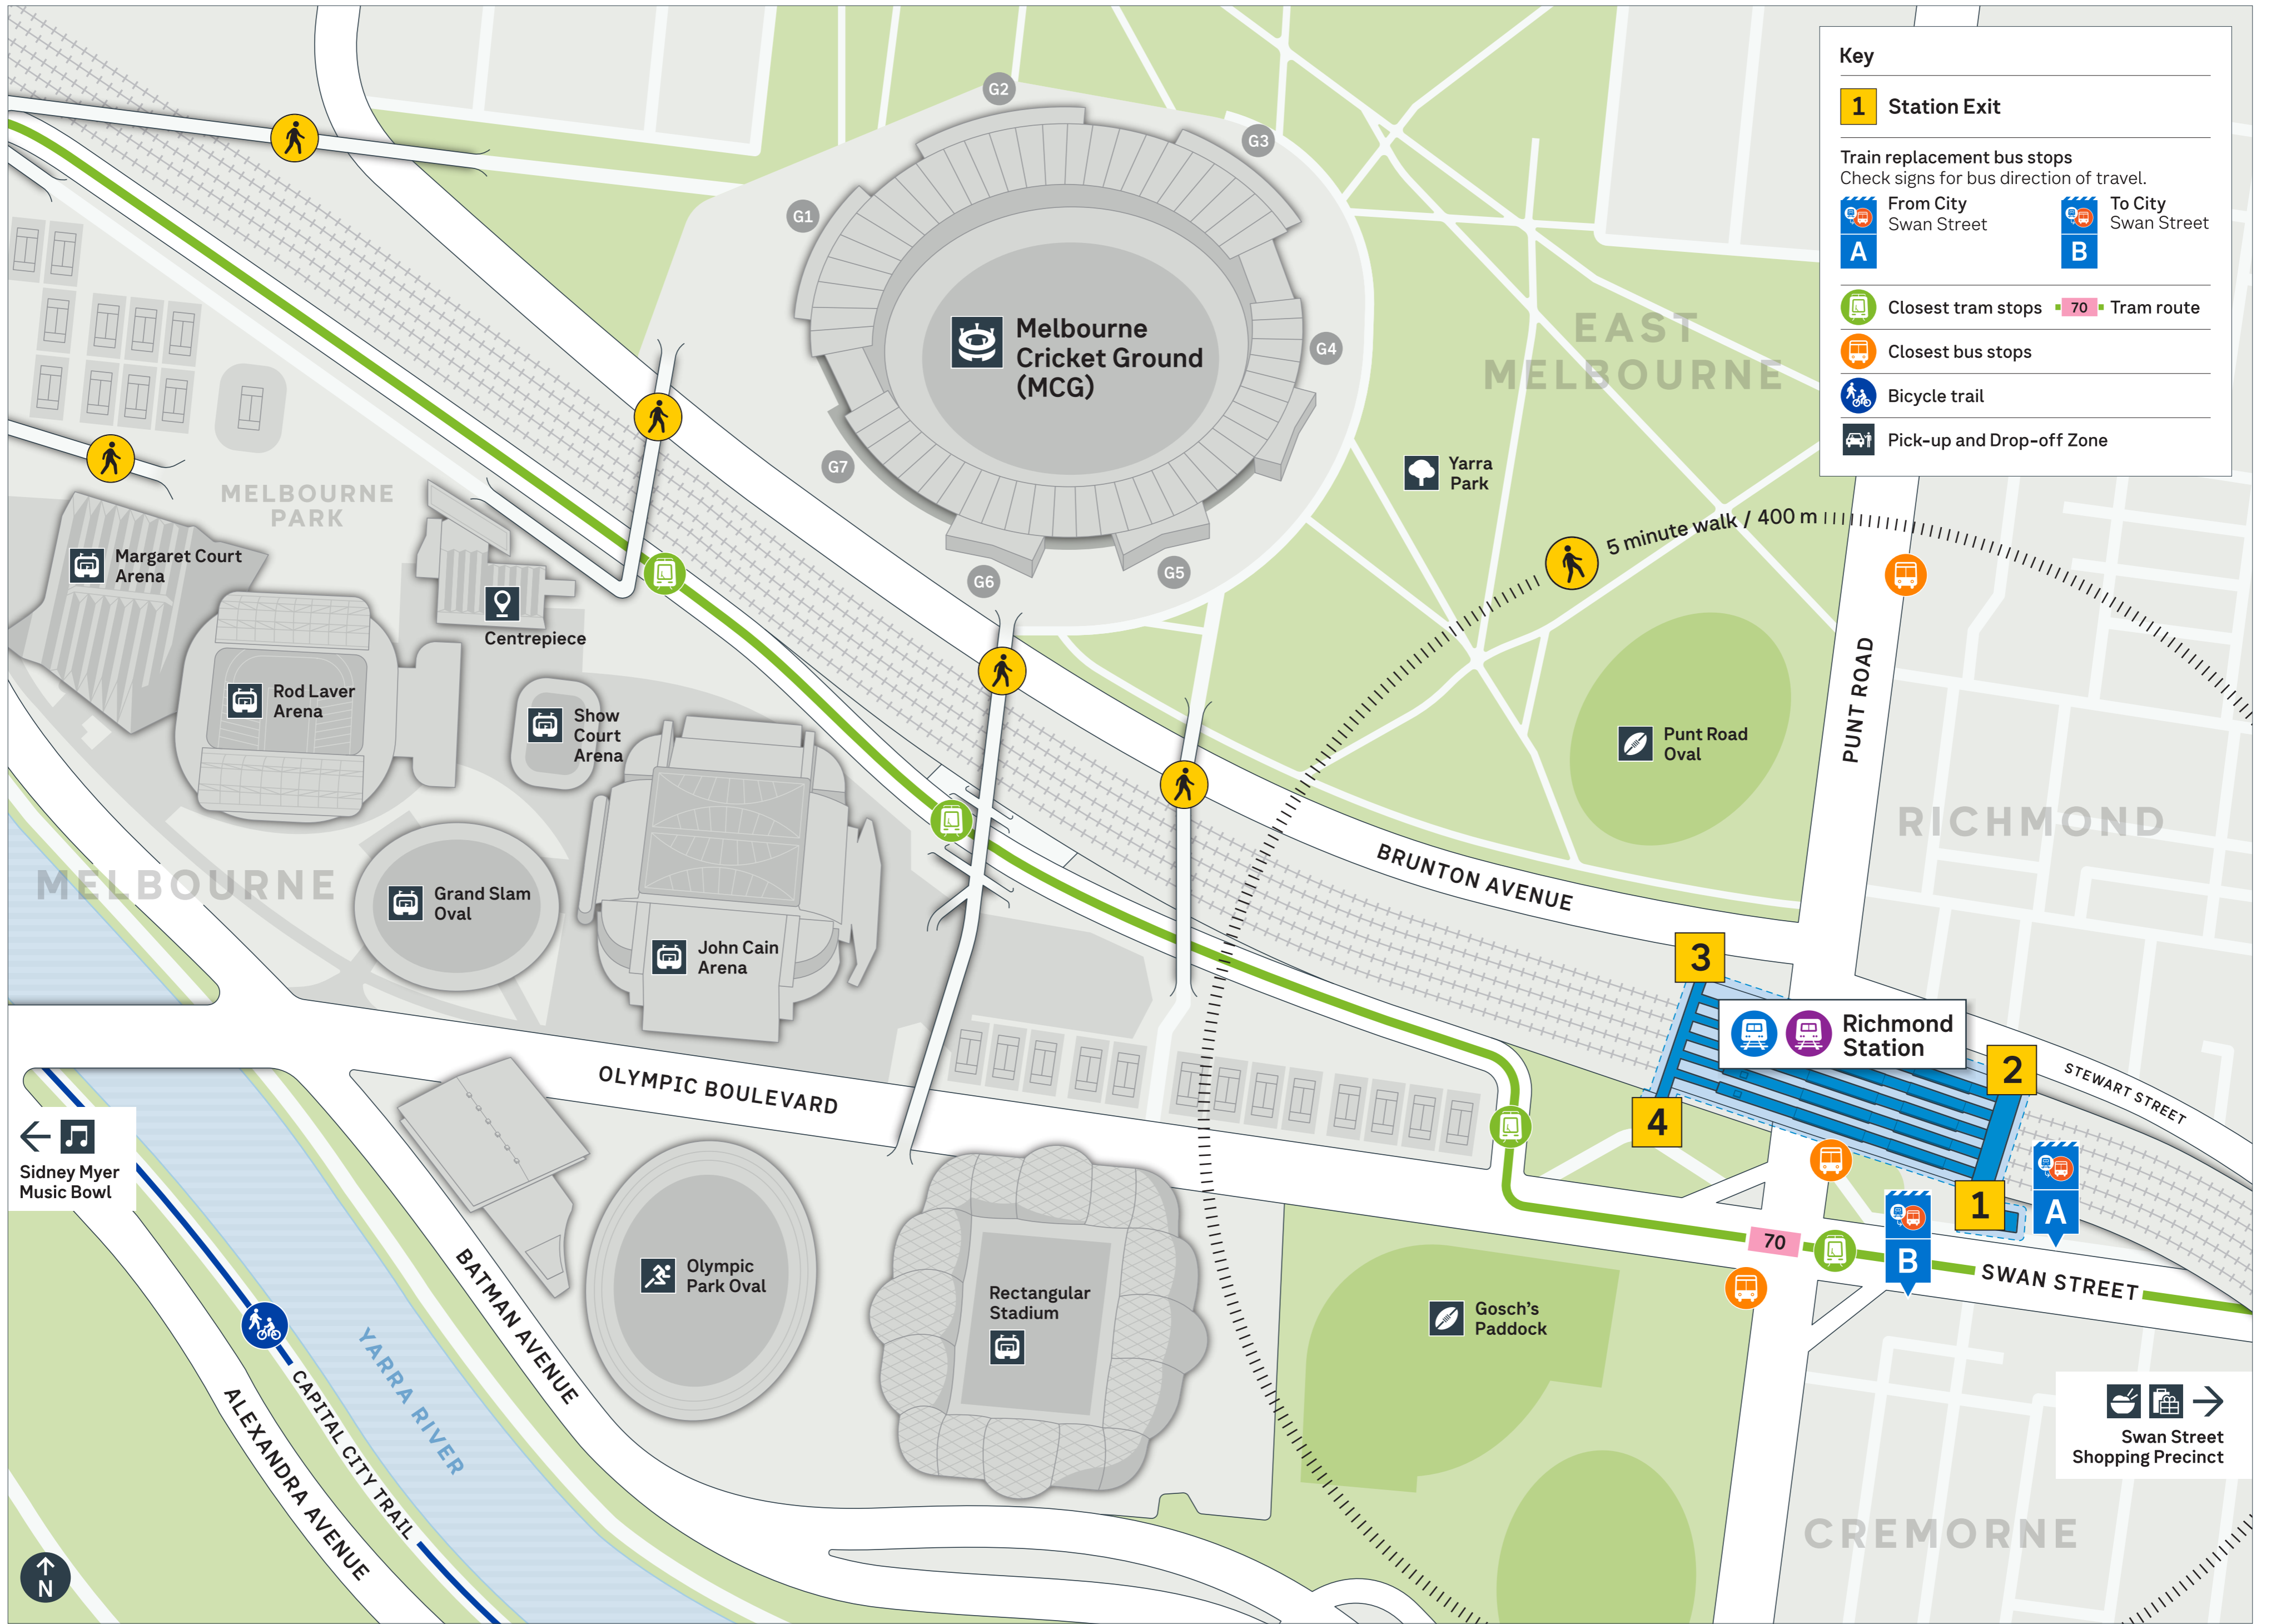 Key
1 Station Exit
Train replacement bus stops
Check signs for bus direction of travel.
From City
Swan Street
A
To City
Swan Street
B
Closest tram stops
70 Tram route
Closest bus stops
Bicycle trail
Pick-up and Drop-off Zone
G1
G2
G3
G4
G5
G6
G7
Melbourne
Cricket Ground
(MCG)
EAST
MELBOURNE
Yarra
Park
5 minute walk / 400 m
MELBOURNE
PARK
Margaret Court
Arena
Centrepiece
Rod Laver
Arena
Show
Court
Arena
Punt Road
Oval
PUNT ROAD
RICHMOND
MELBOURNE
Grand Slam
Oval
John Cain
Arena
BRUNTON AVENUE
3
Richmond
Station
2
STEWART STREET
4
1
A
B
OLYMPIC BOULEVARD
Sidney Myer
Music Bowl
70
SWAN STREET
Olympic
Park Oval
Rectangular
Stadium
Gosch's
Paddock
BATMAN AVENUE
YARRA RIVER
CAPITAL CITY TRAIL
ALEXANDRA AVENUE
Swan Street
Shopping Precinct
CREMORNE
N